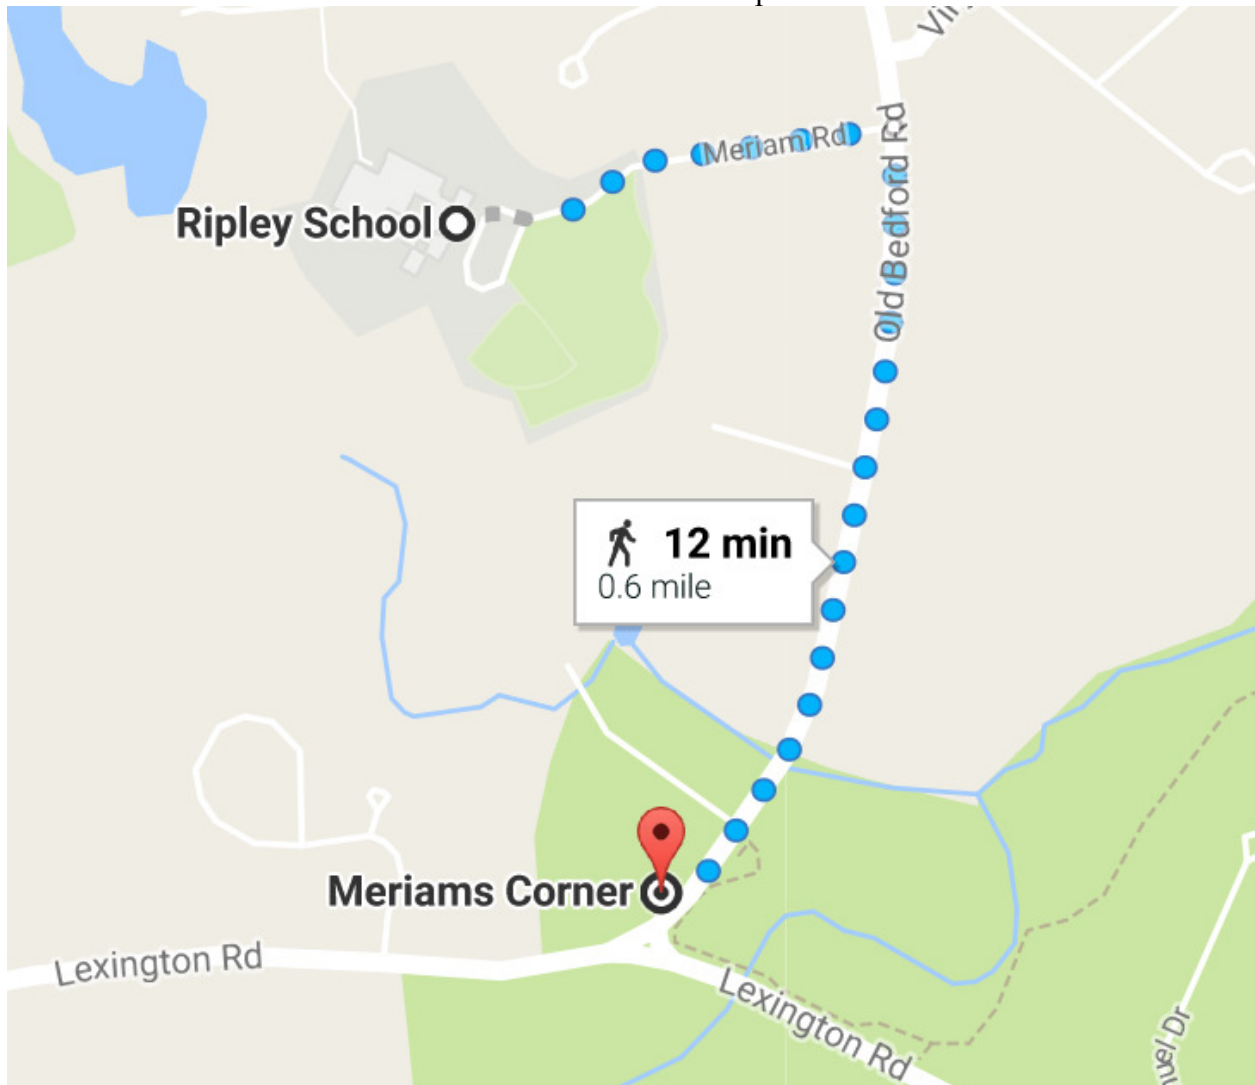 Meriam Rd
Old Bedford Rd
Ripley School
12 min
0.6 mile
Meriams Corner
Lexington Rd
Lexington Rd